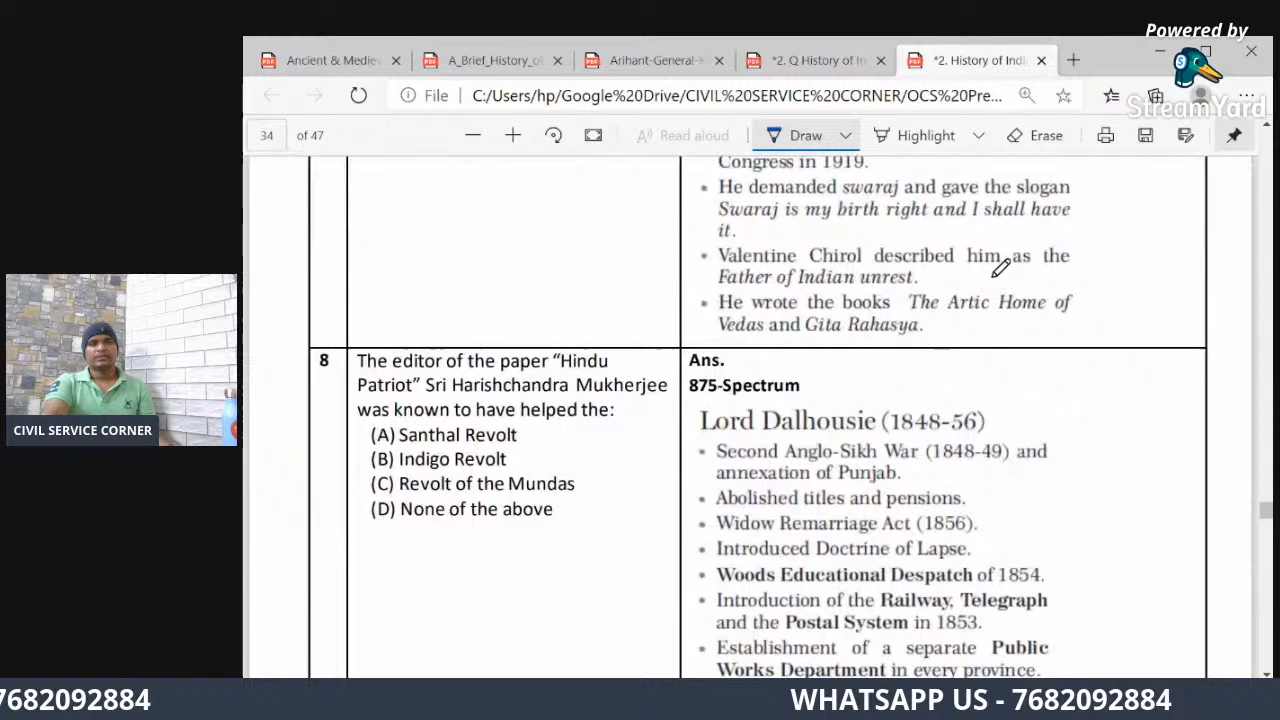 Powered by
StreamYard
Ancient & Mediev
A_Brief_History_o
Arihant-General-K
*2. Q History of In
*2. History of Indi
File
C:/Users/hp/Google%20Drive/CIVIL%20SERVICE%20CORNER/OCS%20Pre...
34 of 47
Read aloud
Draw
Highlight
Erase
Congress in 1919.
• He demanded swaraj and gave the slogan
Swaraj is my birth right and I shall have
it.
• Valentine Chirol described him as the
Father of Indian unrest.
• He wrote the books The Artic Home of
Vedas and Gita Rahasya.
8
The editor of the paper “Hindu
Patriot” Sri Harishchandra Mukherjee
was known to have helped the:
(A) Santhal Revolt
(B) Indigo Revolt
(C) Revolt of the Mundas
(D) None of the above
Ans.
875-Spectrum
Lord Dalhousie (1848-56)
• Second Anglo-Sikh War (1848-49) and
annexation of Punjab.
• Abolished titles and pensions.
• Widow Remarriage Act (1856).
• Introduced Doctrine of Lapse.
• Woods Educational Despatch of 1854.
• Introduction of the Railway, Telegraph
and the Postal System in 1853.
• Establishment of a separate Public
Works Department in every province.
CIVIL SERVICE CORNER
7682092884
WHATSAPP US - 7682092884